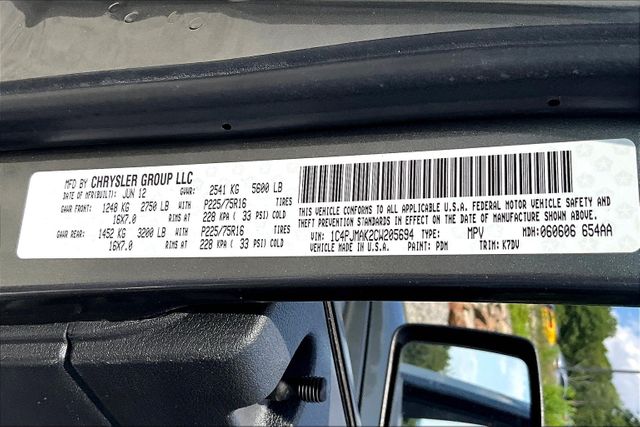 MFD BY CHRYSLER GROUP LLC
DATE OF MFR(BUILT): JUN 12 GVWR: 2541 KG 5600 LB
GAWR FRONT: 1248 KG 2750 LB WITH P225/75R16 TIRES
16X7.0 RIMS AT 228 KPA ( 33 PSI) COLD
GAWR REAR: 1452 KG 3200 LB WITH P225/75R16 TIRES
16X7.0 RIMS AT 228 KPA ( 33 PSI) COLD
THIS VEHICLE CONFORMS TO ALL APPLICABLE U.S.A. FEDERAL MOTOR VEHICLE SAFETY AND
THEFT PREVENTION STANDARDS IN EFFECT ON THE DATE OF MANUFACTURE SHOWN ABOVE.
VIN: 1C4PJMAK2CW205694 TYPE: MPV MDH: 060606 654AA
VEHICLE MADE IN U.S.A. PAINT: PDM TRIM: K7DV